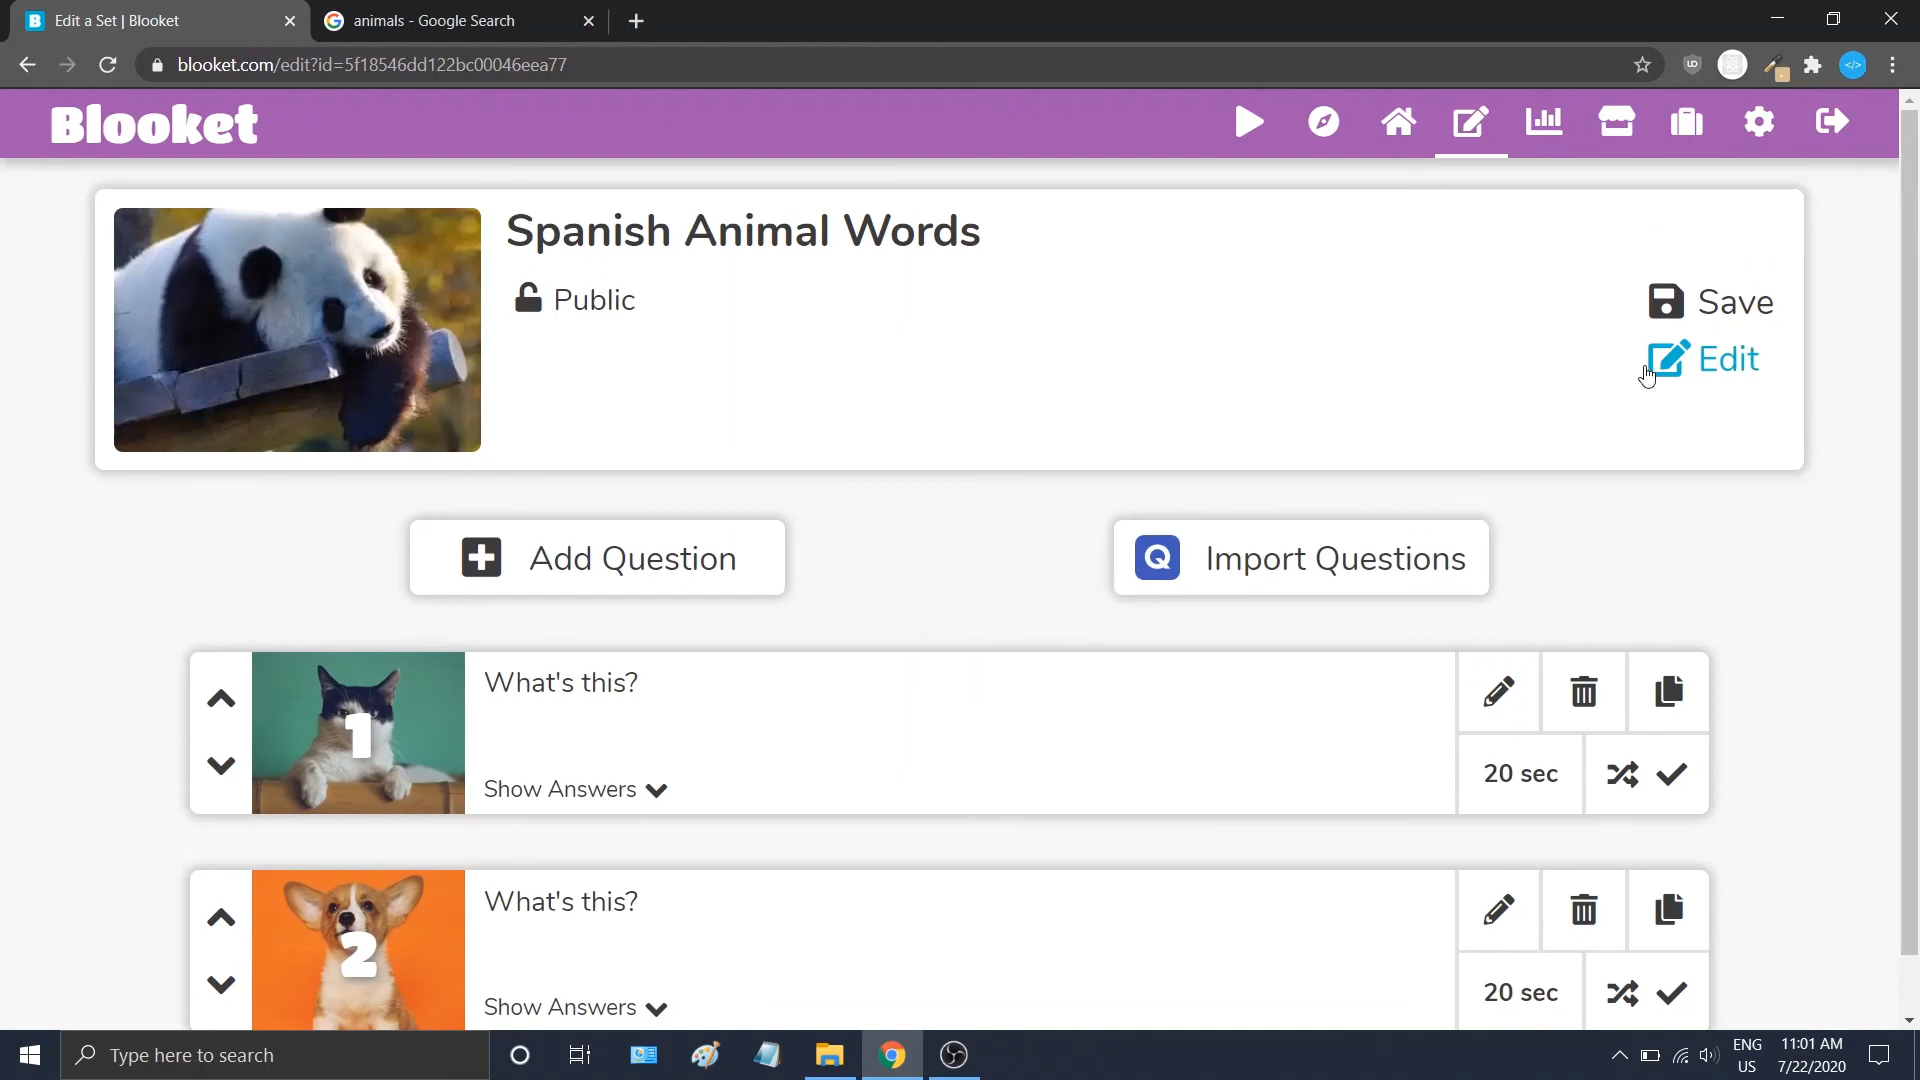 Edit a Set | Blooket
animals - Google Search
blooket.com/edit?id=5f18546dd122bc00046eea77
Blooket
Spanish Animal Words
Public
Save
Edit
Add Question
Q Import Questions
1
What's this?
Show Answers
20 sec
2
What's this?
Show Answers
20 sec
Type here to search
ENG
US
11:01 AM
7/22/2020